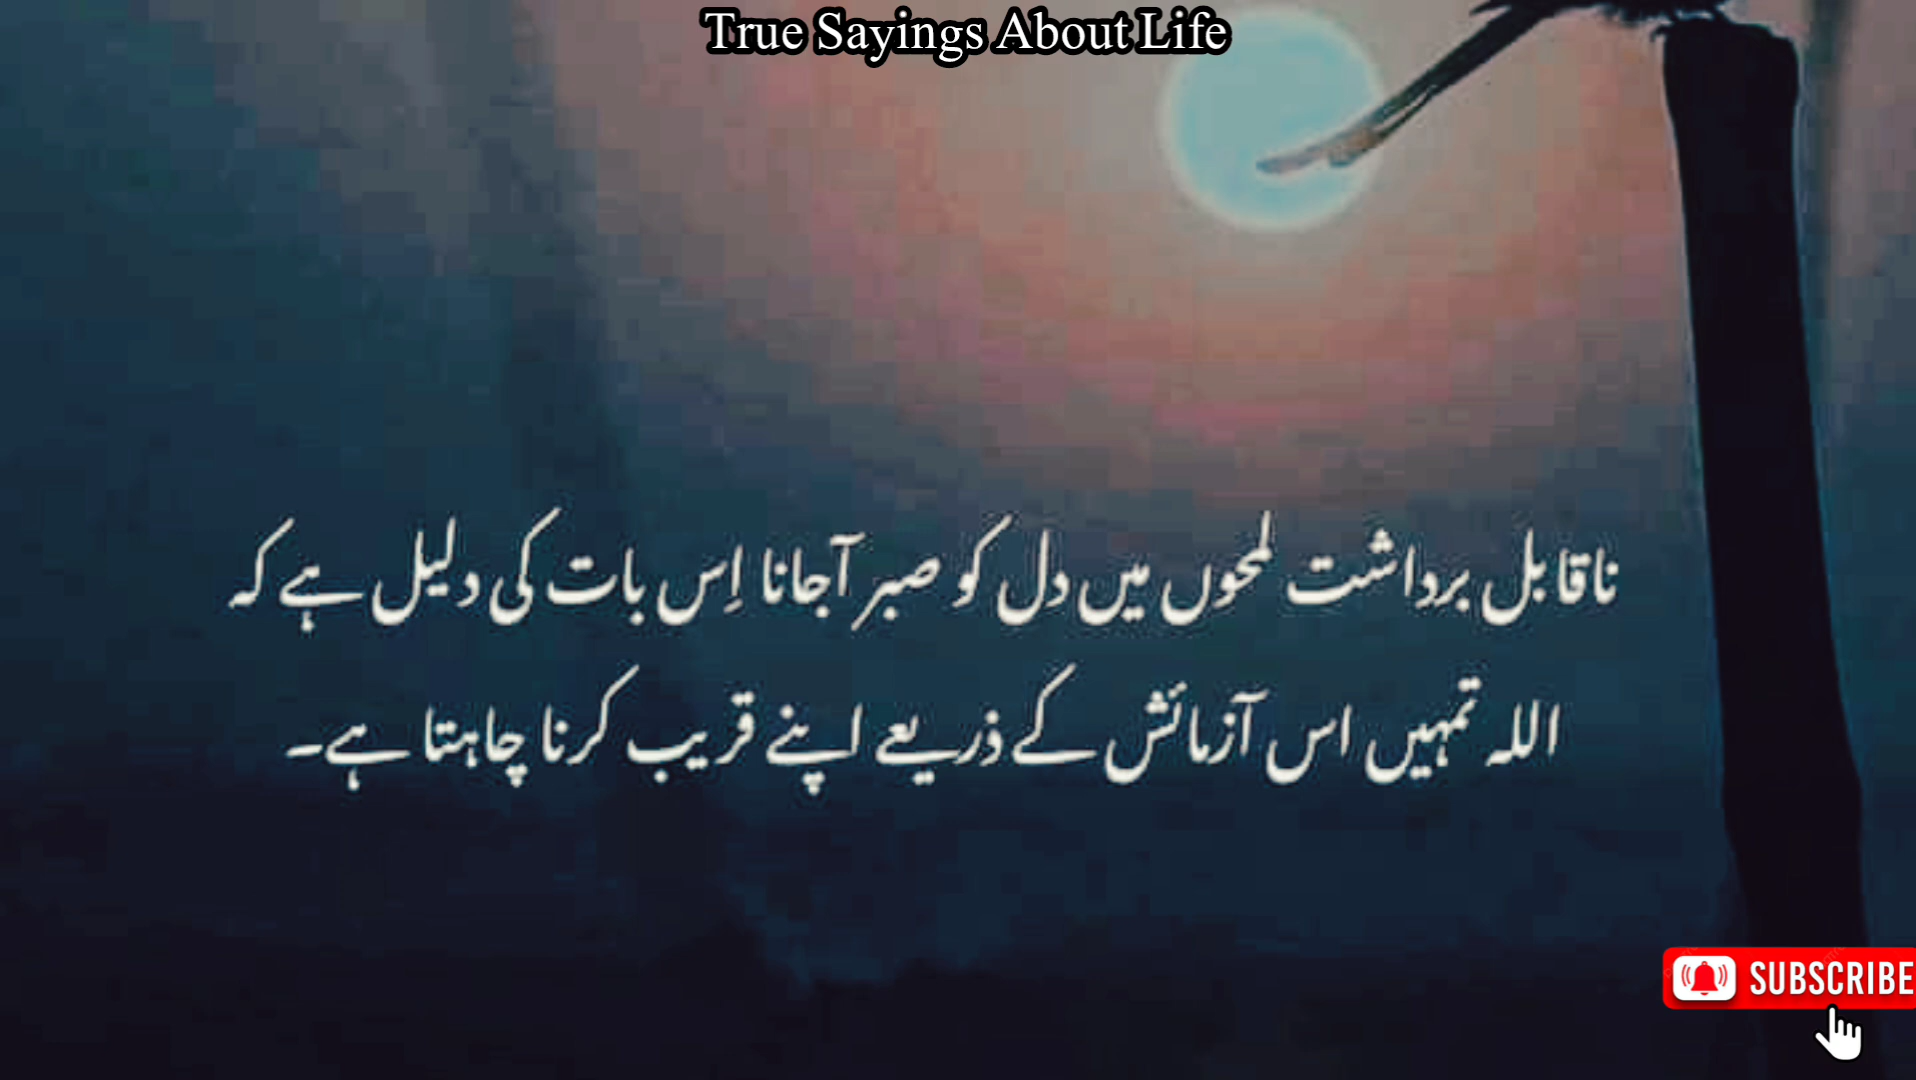 True Sayings About Life
ناقابل برداشت لمحوں میں دل کو صبر آجانا اِس بات کی دلیل ہے کہ
اللہ تمہیں اس آزمائش کے ذریعے اپنے قریب کرنا چاہتا ہے۔
SUBSCRIBE